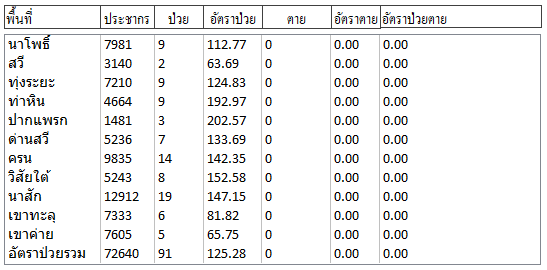 พื้นที่ ประชากร ป่วย อัตราป่วย ตาย อัตราตาย อัตราป่วยตาย
นาโพธิ์ 7981 9 112.77 0 0.00 0.00
สวี 3140 2 63.69 0 0.00 0.00
ทุ่งระยะ 7210 9 124.83 0 0.00 0.00
ท่าหิน 4664 9 192.97 0 0.00 0.00
ปากแพรก 1481 3 202.57 0 0.00 0.00
ด่านสวี 5236 7 133.69 0 0.00 0.00
ครน 9835 14 142.35 0 0.00 0.00
วิสัยใต้ 5243 8 152.58 0 0.00 0.00
นาสัก 12912 19 147.15 0 0.00 0.00
เขาทะลุ 7333 6 81.82 0 0.00 0.00
เขาค่าย 7605 5 65.75 0 0.00 0.00
อัตราป่วยรวม 72640 91 125.28 0 0.00 0.00